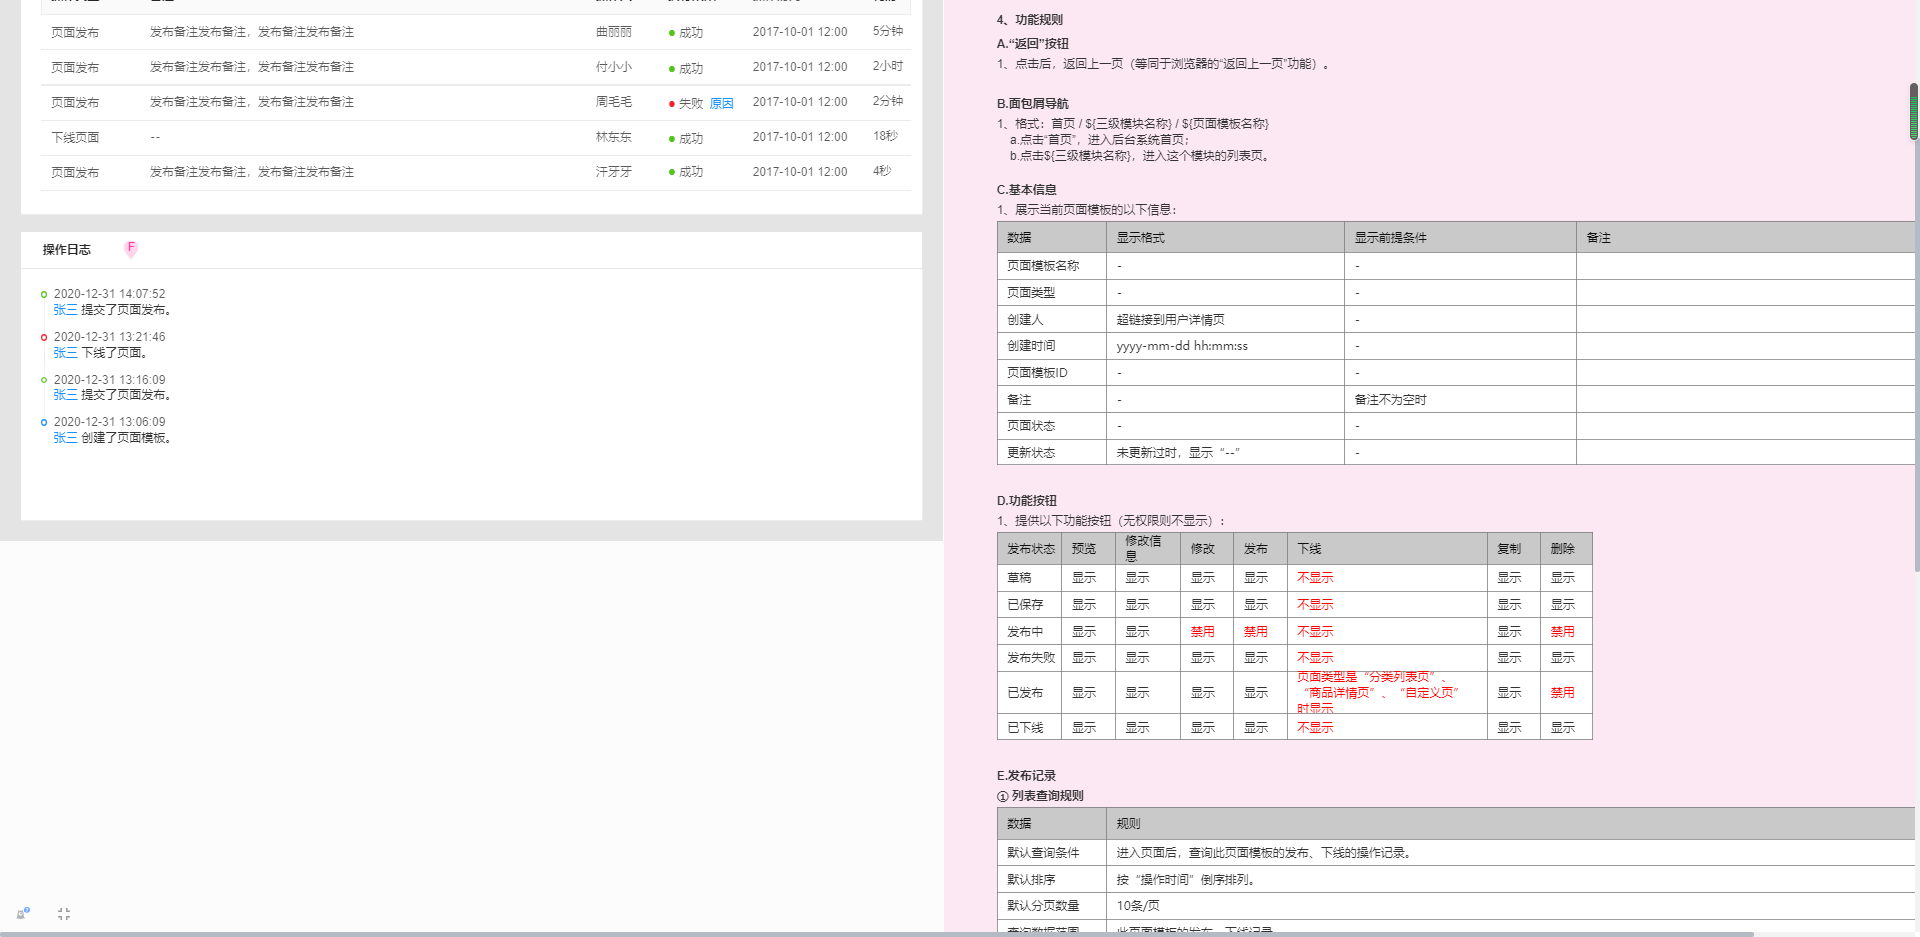 页面发布 发布备注发布备注，发布备注发布备注 曲丽丽 成功 2017-10-01 12:00 5分钟
页面发布 发布备注发布备注，发布备注发布备注 付小小 成功 2017-10-01 12:00 2小时
页面发布 发布备注发布备注，发布备注发布备注 周毛毛 失败 原因 2017-10-01 12:00 2分钟
下线页面 -- 林东东 成功 2017-10-01 12:00 18秒
页面发布 发布备注发布备注，发布备注发布备注 汗牙牙 成功 2017-10-01 12:00 4秒
操作日志 F
2020-12-31 14:07:52
张三 提交了页面发布。
2020-12-31 13:21:46
张三 下线了页面。
2020-12-31 13:16:09
张三 提交了页面发布。
2020-12-31 13:06:09
张三 创建了页面模板。
4、功能规则
A.“返回”按钮
1、点击后，返回上一页（等同于浏览器的“返回上一页”功能）。
B.面包屑导航
1、格式：首页 / ${三级模块名称} / ${页面模板名称}
a.点击“首页”，进入后台系统首页；
b.点击${三级模块名称}，进入这个模块的列表页。
C.基本信息
1、展示当前页面模板的以下信息：
数据 显示格式 显示前提条件 备注
页面模板名称 - -
页面类型 - -
创建人 超链接到用户详情页 -
创建时间 yyyy-mm-dd hh:mm:ss -
页面模板ID - -
备注 - 备注不为空时
页面状态 - -
更新状态 未更新过时，显示“--” -
D.功能按钮
1、提供以下功能按钮（无权限则不显示）：
发布状态 预览 修改信息 修改 发布 下线 复制 删除
草稿 显示 显示 显示 显示 不显示 显示 显示
已保存 显示 显示 显示 显示 不显示 显示 显示
发布中 显示 显示 禁用 禁用 不显示 显示 禁用
发布失败 显示 显示 显示 显示 不显示 显示 显示
已发布 显示 显示 显示 显示 页面类型是“分类列表页”、“商品详情页”、“自定义页”时显示 显示 禁用
已下线 显示 显示 显示 显示 不显示 显示 显示
E.发布记录
① 列表查询规则
数据 规则
默认查询条件 进入页面后，查询此页面模板的发布、下线的操作记录。
默认排序 按“操作时间”倒序排列。
默认分页数量 10条/页
查询数据范围 此页面模板的发布、下线记录